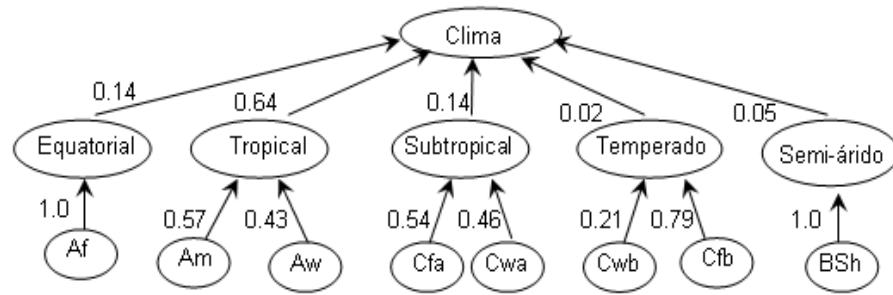 Clima
0.14 0.64 0.14 0.02 0.05
Equatorial Tropical Subtropical Temperado Semi-árido
1.0 0.57 0.43 0.54 0.46 0.21 0.79 1.0
Af Am Aw Cfa Cwa Cwb Cfb BSh